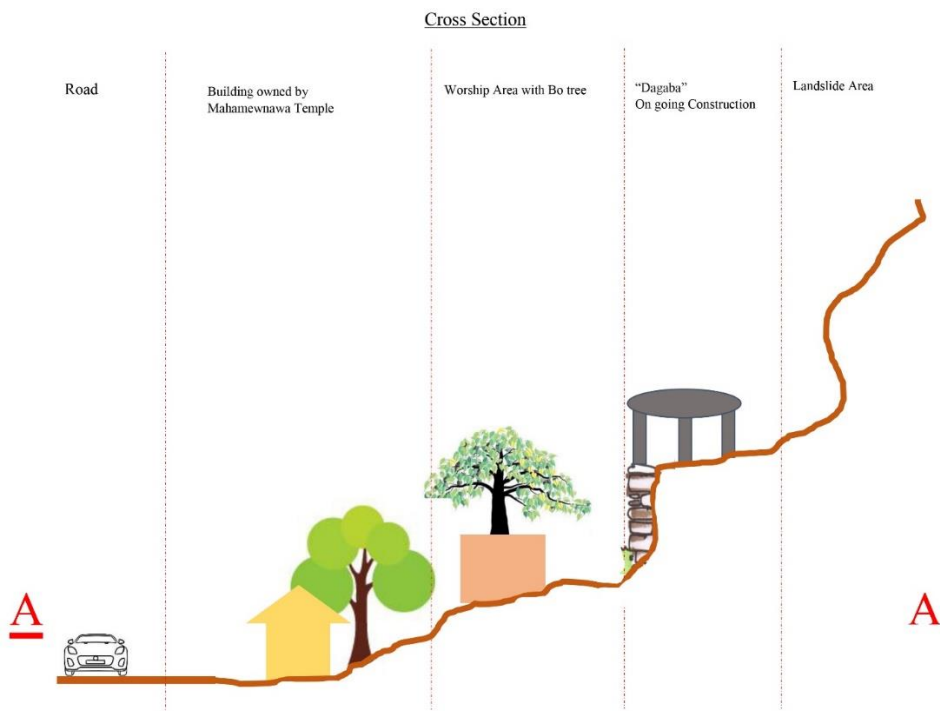 Cross Section
Road
Building owned by
Mahamewnawa Temple
Worship Area with Bo tree
“Dagaba”
On going Construction
Landslide Area
A
A